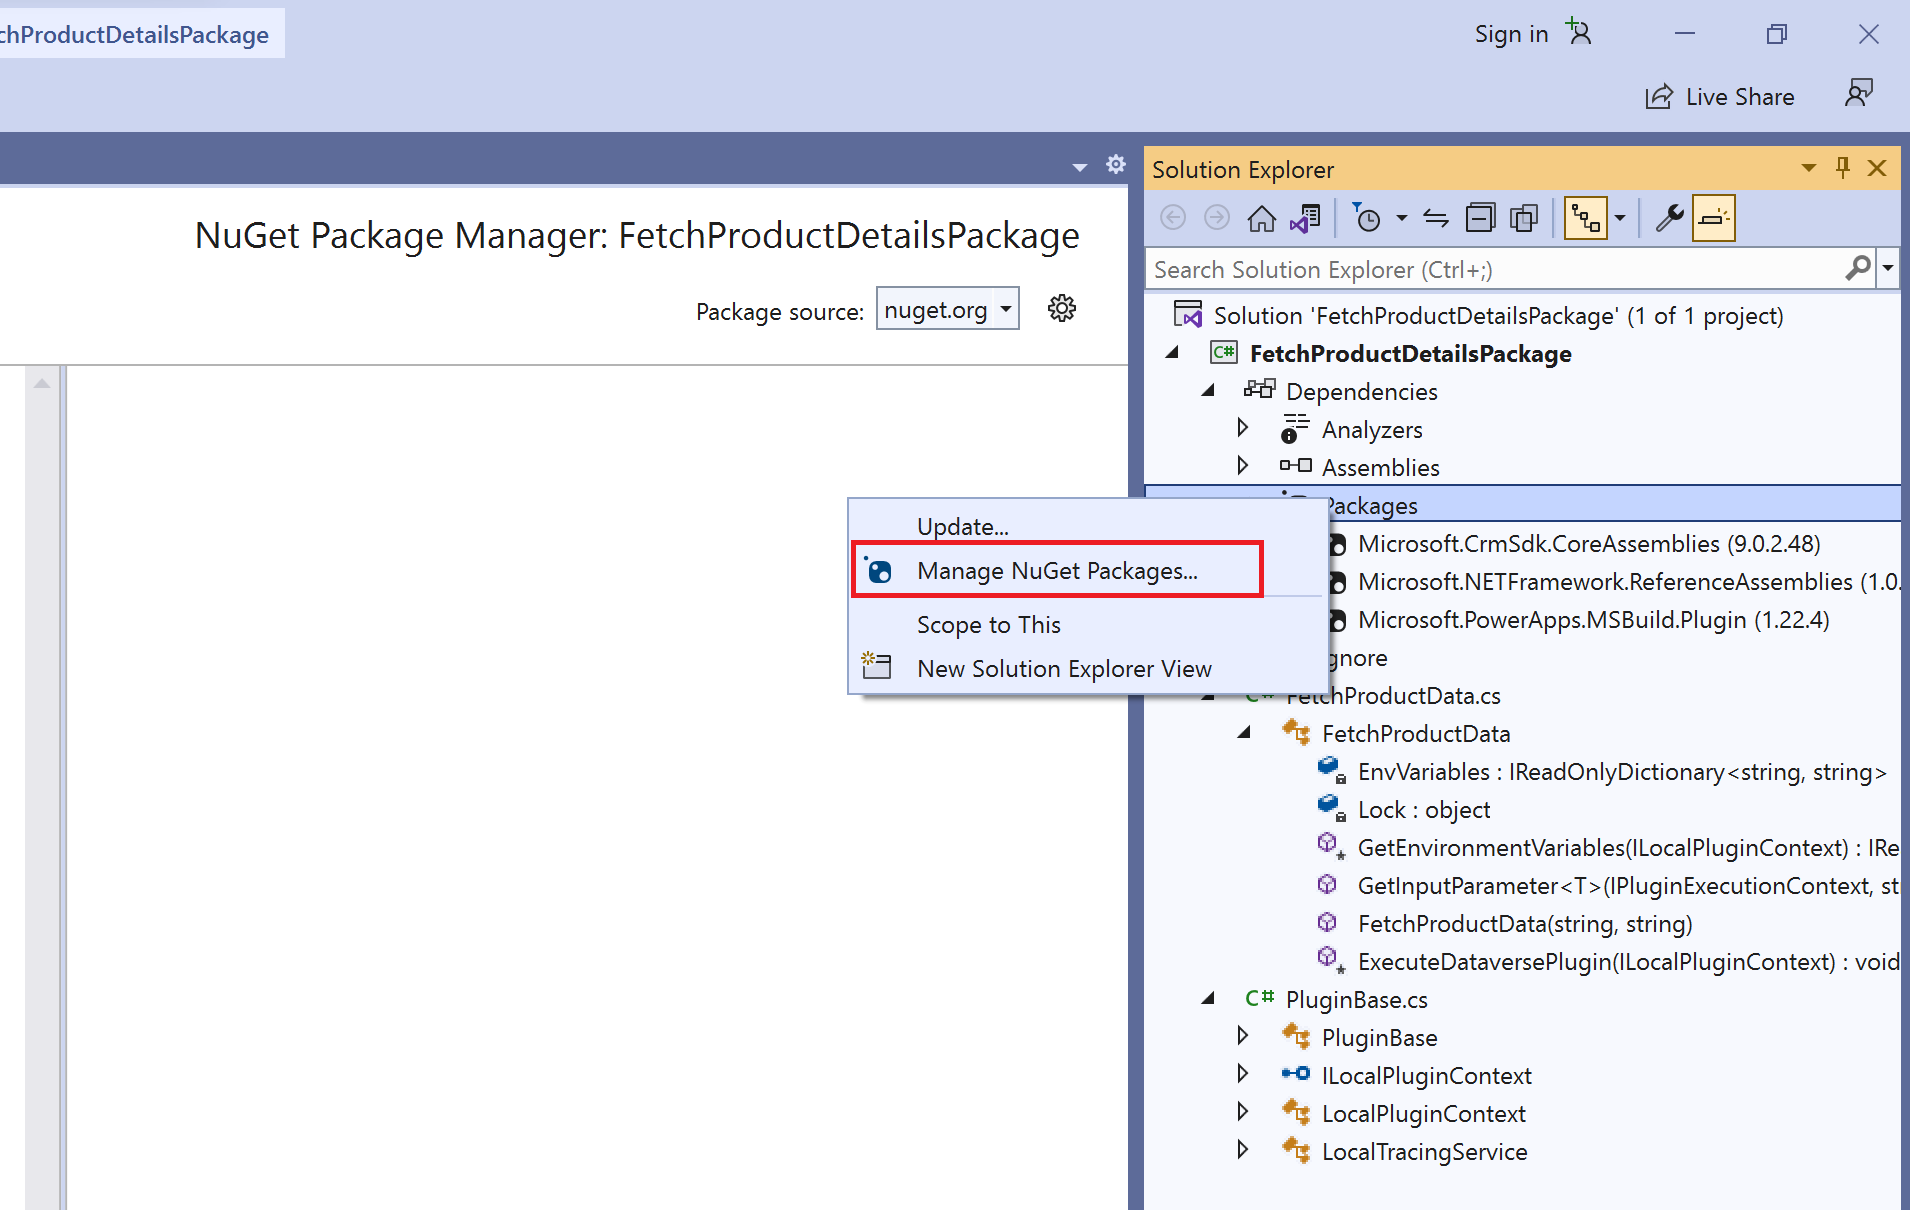 chProductDetailsPackage
Sign in
Live Share
NuGet Package Manager: FetchProductDetailsPackage
Package source: nuget.org
Solution Explorer
Search Solution Explorer (Ctrl+;)
Solution 'FetchProductDetailsPackage' (1 of 1 project)
C# FetchProductDetailsPackage
Dependencies
Analyzers
Assemblies
Packages
Microsoft.CrmSdk.CoreAssemblies (9.0.2.48)
Microsoft.NETFramework.ReferenceAssemblies (1.0.
Microsoft.PowerApps.MSBuild.Plugin (1.22.4)
gnore
FetchProductData.cs
FetchProductData
EnvVariables : IReadOnlyDictionary<string, string>
Lock : object
GetEnvironmentVariables(ILocalPluginContext) : IRe
GetInputParameter<T>(IPluginExecutionContext, st
FetchProductData(string, string)
ExecuteDataversePlugin(ILocalPluginContext) : void
C# PluginBase.cs
PluginBase
ILocalPluginContext
LocalPluginContext
LocalTracingService
Update...
Manage NuGet Packages...
Scope to This
New Solution Explorer View